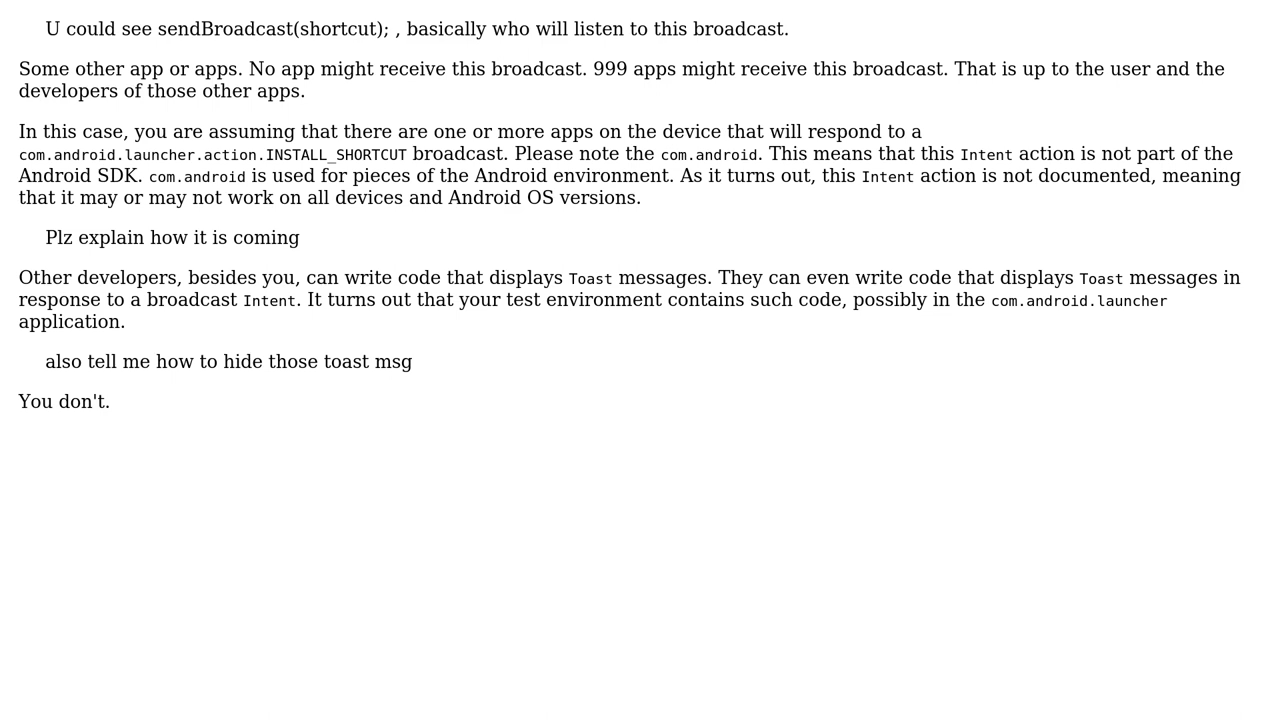 U could see sendBroadcast(shortcut); , basically who will listen to this broadcast.
Some other app or apps. No app might receive this broadcast. 999 apps might receive this broadcast. That is up to the user and the
developers of those other apps.
In this case, you are assuming that there are one or more apps on the device that will respond to a
com.android.launcher.action.INSTALL_SHORTCUT broadcast. Please note the com.android. This means that this Intent action is not part of the
Android SDK. com.android is used for pieces of the Android environment. As it turns out, this Intent action is not documented, meaning
that it may or may not work on all devices and Android OS versions.
Plz explain how it is coming
Other developers, besides you, can write code that displays Toast messages. They can even write code that displays Toast messages in
response to a broadcast Intent. It turns out that your test environment contains such code, possibly in the com.android.launcher
application.
also tell me how to hide those toast msg
You don't.